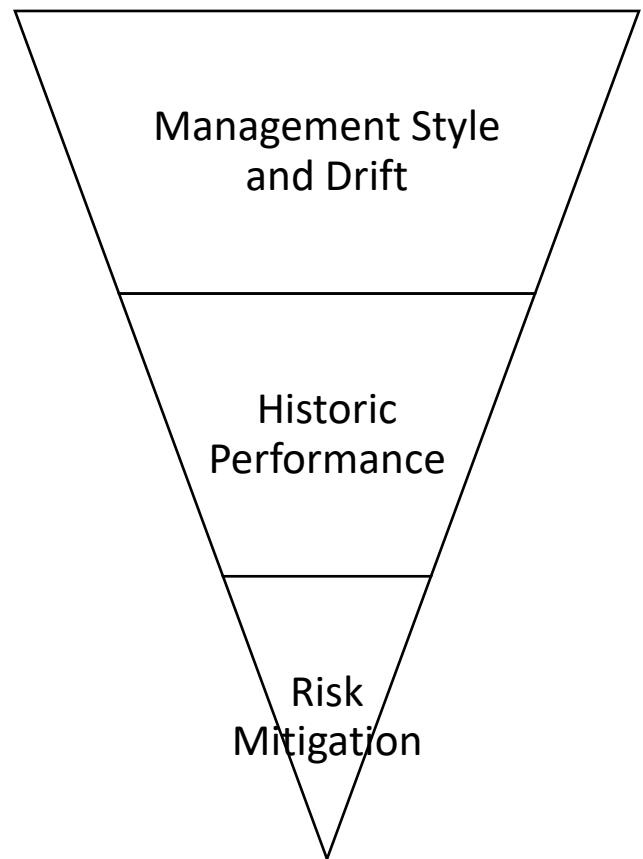 Management Style
and Drift
Historic
Performance
Risk
Mitigation